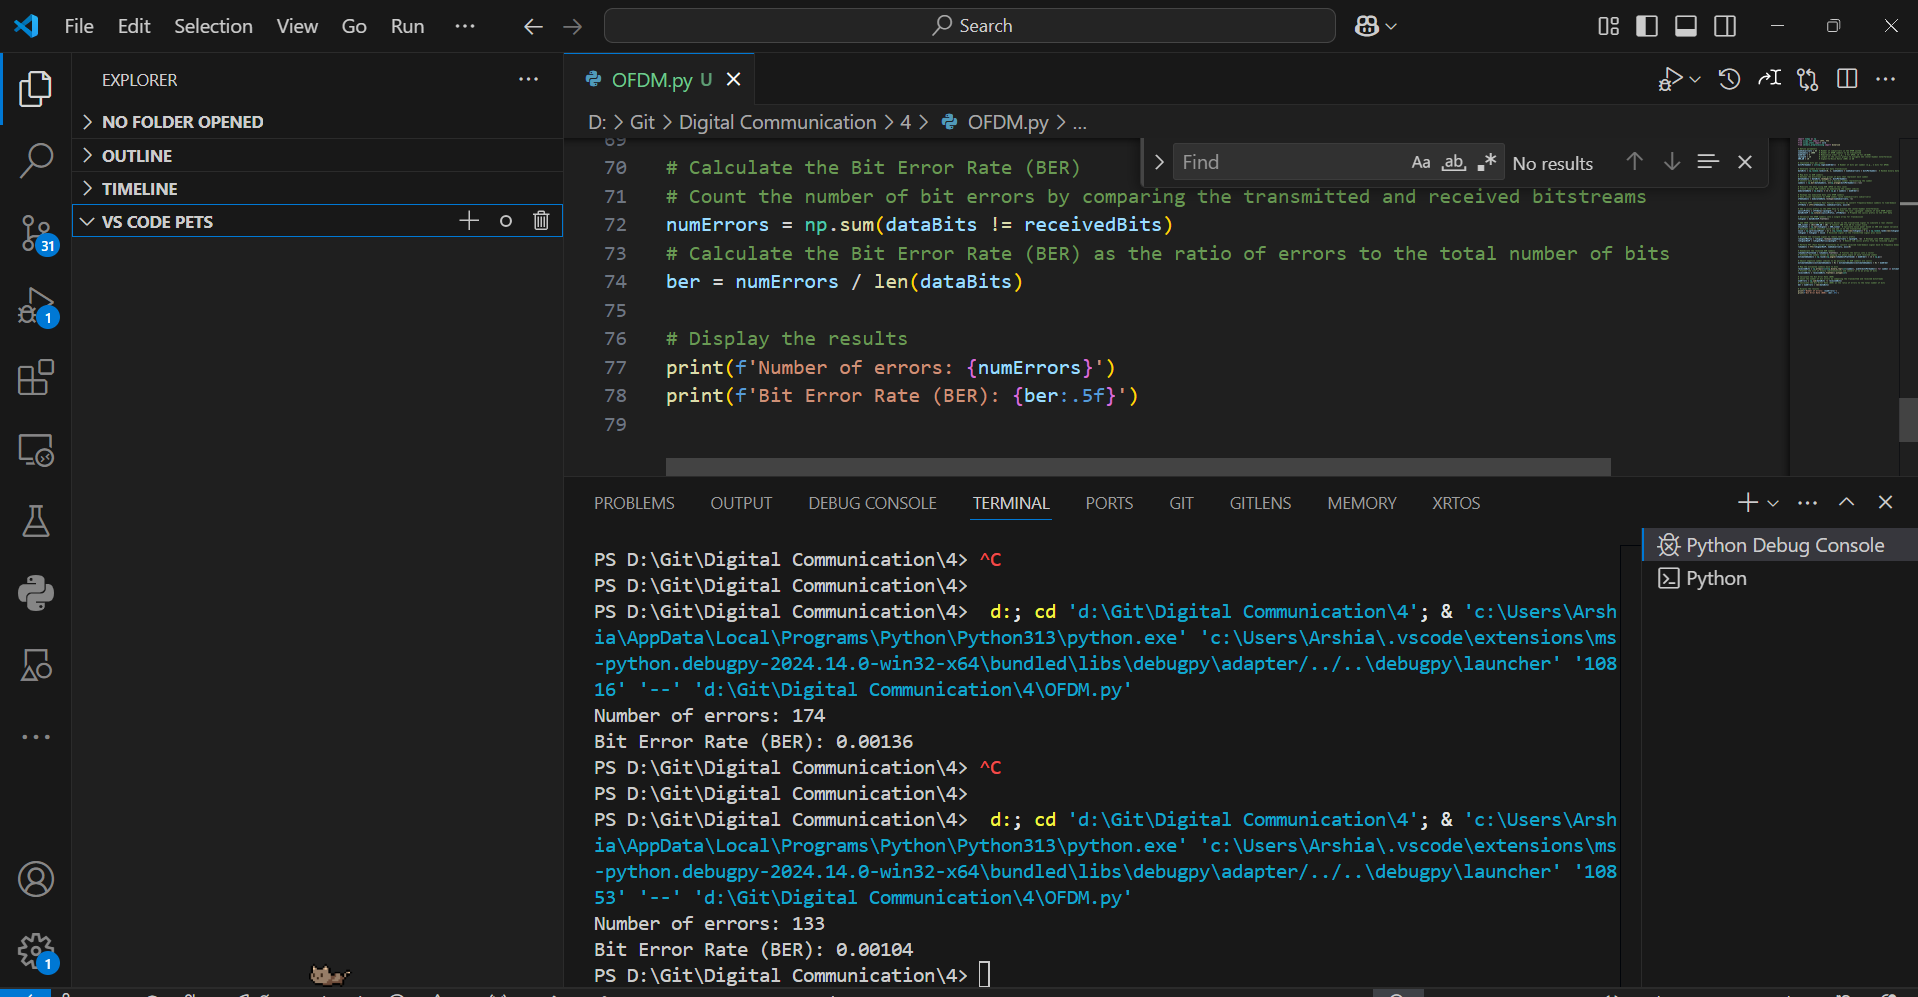 File Edit Selection View Go Run ···
Search
EXPLORER
NO FOLDER OPENED
OUTLINE
TIMELINE
VS CODE PETS
31
1
1
OFDM.py U
D: > Git > Digital Communication > 4 > OFDM.py > ...
Find Aa ab No results
69
70 # Calculate the Bit Error Rate (BER)
71 # Count the number of bit errors by comparing the transmitted and received bitstreams
72 numErrors = np.sum(dataBits != receivedBits)
73 # Calculate the Bit Error Rate (BER) as the ratio of errors to the total number of bits
74 ber = numErrors / len(dataBits)
75
76 # Display the results
77 print(f'Number of errors: {numErrors}')
78 print(f'Bit Error Rate (BER): {ber:.5f}')
79
PROBLEMS OUTPUT DEBUG CONSOLE TERMINAL PORTS GIT GITLENS MEMORY XRTOS
Python Debug Console
Python
PS D:\Git\Digital Communication\4> ^C
PS D:\Git\Digital Communication\4>
PS D:\Git\Digital Communication\4> d:; cd 'd:\Git\Digital Communication\4'; & 'c:\Users\Arsh
ia\AppData\Local\Programs\Python\Python313\python.exe' 'c:\Users\Arshia\.vscode\extensions\ms
-python.debugpy-2024.14.0-win32-x64\bundled\libs\debugpy\adapter/../..\debugpy\launcher' '108
16' '--' 'd:\Git\Digital Communication\4\OFDM.py'
Number of errors: 174
Bit Error Rate (BER): 0.00136
PS D:\Git\Digital Communication\4> ^C
PS D:\Git\Digital Communication\4>
PS D:\Git\Digital Communication\4> d:; cd 'd:\Git\Digital Communication\4'; & 'c:\Users\Arsh
ia\AppData\Local\Programs\Python\Python313\python.exe' 'c:\Users\Arshia\.vscode\extensions\ms
-python.debugpy-2024.14.0-win32-x64\bundled\libs\debugpy\adapter/../..\debugpy\launcher' '108
53' '--' 'd:\Git\Digital Communication\4\OFDM.py'
Number of errors: 133
Bit Error Rate (BER): 0.00104
PS D:\Git\Digital Communication\4>